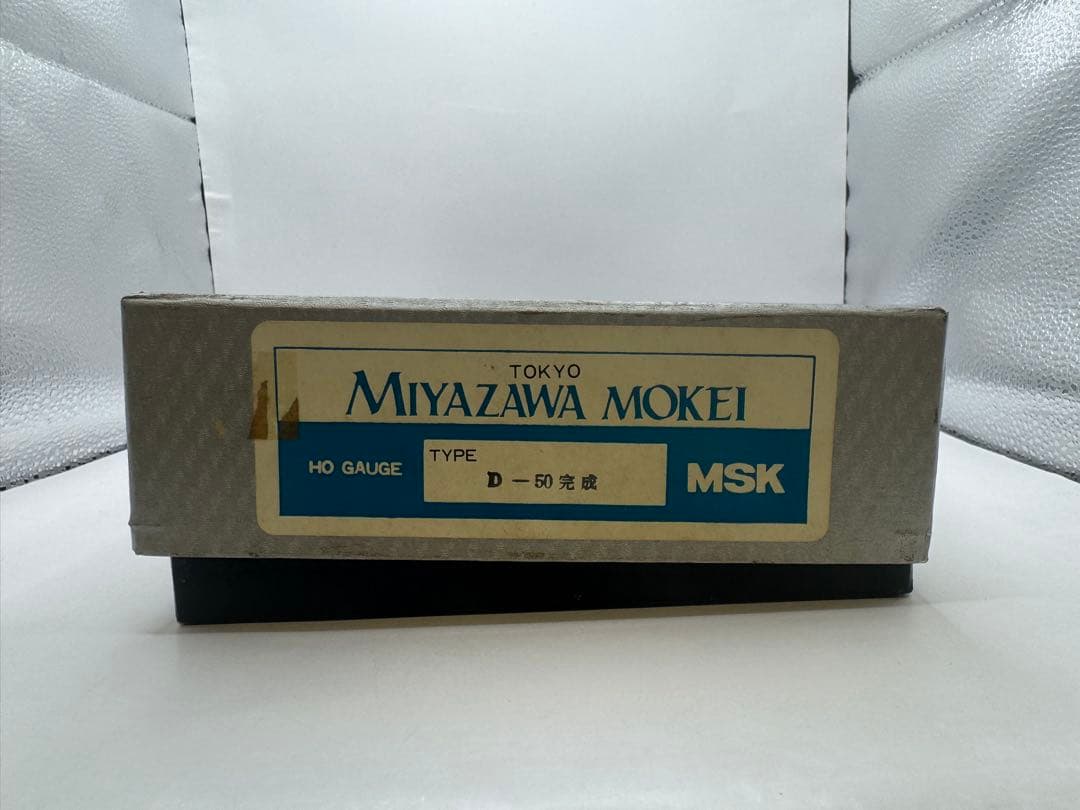 TOKYO
MIYAZAWA MOKEI
HO GAUGE
TYPE
D－50完成
MSK